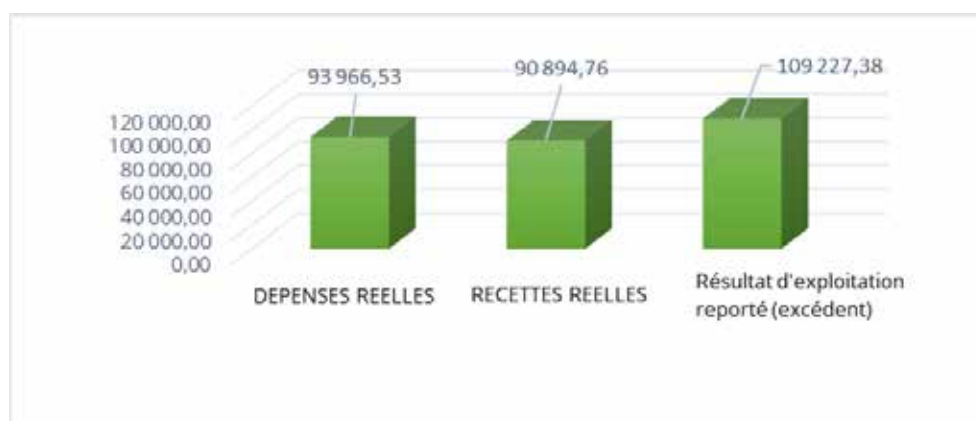 93 966,53
90 894,76
109 227,38
120 000,00
100 000,00
80 000,00
60 000,00
40 000,00
20 000,00
0,00
DEPENSES REELLES
RECETTES REELLES
Résultat d'exploitation
reporté (excédent)